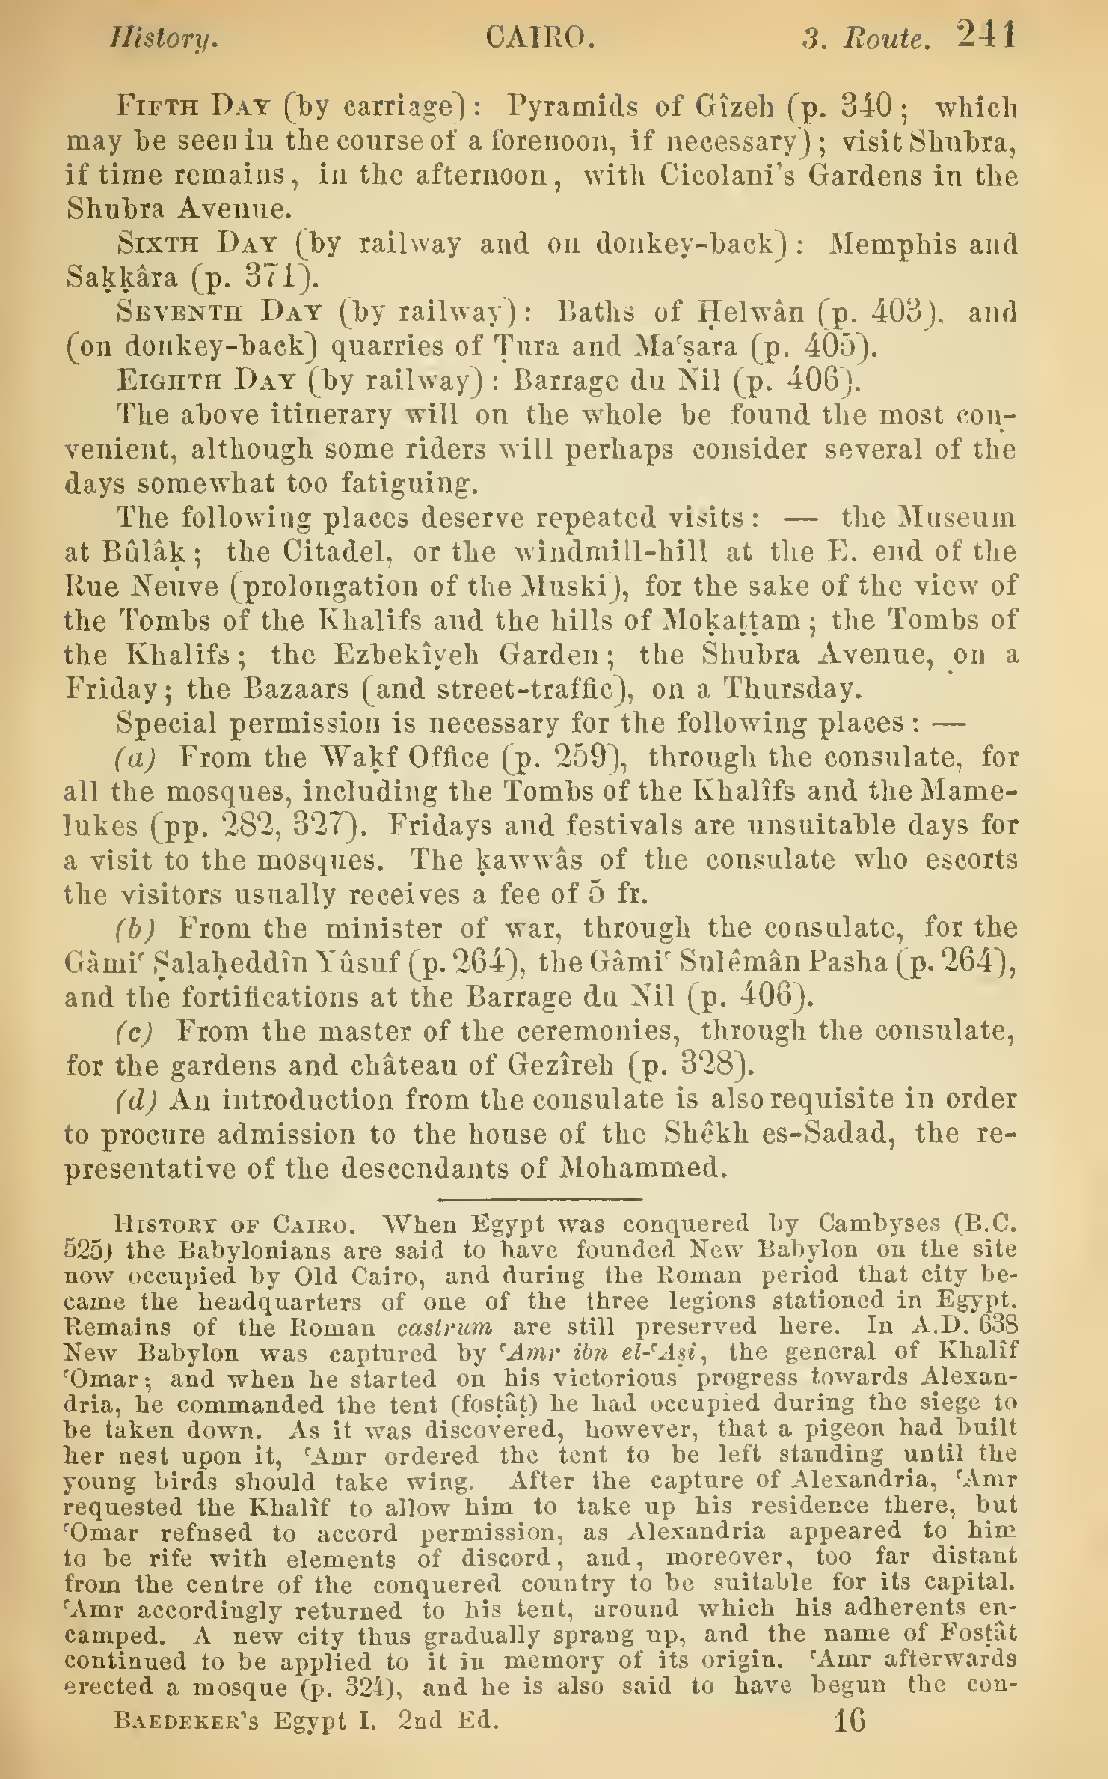 History. CAIRO. 3. Route. 241
FIFTH DAY (by carriage): Pyramids of Gîzeh (p. 340; which
may be seen in the course of a forenoon, if necessary); visit Shubra,
if time remains, in the afternoon, with Cicolani's Gardens in the
Shubra Avenue.
SIXTH DAY (by railway and on donkey-back): Memphis and
Saḳḳâra (p. 371).
SEVENTH DAY (by railway): Baths of Ḥelwân (p. 403), and
(on donkey-back) quarries of Ṭura and Maʿṣara (p. 405).
EIGHTH DAY (by railway): Barrage du Nil (p. 406).
The above itinerary will on the whole be found the most con-
venient, although some riders will perhaps consider several of the
days somewhat too fatiguing.
The following places deserve repeated visits: — the Museum
at Bûlâḳ; the Citadel, or the windmill-hill at the E. end of the
Rue Neuve (prolongation of the Muski), for the sake of the view of
the Tombs of the Khalifs and the hills of Moḳaṭṭam; the Tombs of
the Khalifs; the Ezbekîyeh Garden; the Shubra Avenue, on a
Friday; the Bazaars (and street-traffic), on a Thursday.
Special permission is necessary for the following places: —
(a) From the Waḳf Office (p. 259), through the consulate, for
all the mosques, including the Tombs of the Khalîfs and the Mame-
lukes (pp. 282, 327). Fridays and festivals are unsuitable days for
a visit to the mosques. The ḳawwâs of the consulate who escorts
the visitors usually receives a fee of 5 fr.
(b) From the minister of war, through the consulate, for the
Gâmiʿ Ṣalaḥeddîn Yûsuf (p. 264), the Gâmiʿ Sulêmân Pasha (p. 264),
and the fortifications at the Barrage du Nil (p. 406).
(c) From the master of the ceremonies, through the consulate,
for the gardens and château of Gezîreh (p. 328).
(d) An introduction from the consulate is also requisite in order
to procure admission to the house of the Shêkh es-Sadad, the re-
presentative of the descendants of Mohammed.
HISTORY OF CAIRO. When Egypt was conquered by Cambyses (B.C.
525) the Babylonians are said to have founded New Babylon on the site
now occupied by Old Cairo, and during the Roman period that city be-
came the headquarters of one of the three legions stationed in Egypt.
Remains of the Roman castrum are still preserved here. In A.D. 638
New Babylon was captured by ʿAmr ibn el-ʿAṣi, the general of Khalîf
ʿOmar; and when he started on his victorious progress towards Alexan-
dria, he commanded the tent (fosṭâṭ) he had occupied during the siege to
be taken down. As it was discovered, however, that a pigeon had built
her nest upon it, ʿAmr ordered the tent to be left standing until the
young birds should take wing. After the capture of Alexandria, ʿAmr
requested the Khalîf to allow him to take up his residence there, but
ʿOmar refused to accord permission, as Alexandria appeared to him
to be rife with elements of discord, and, moreover, too far distant
from the centre of the conquered country to be suitable for its capital.
ʿAmr accordingly returned to his tent, around which his adherents en-
camped. A new city thus gradually sprang up, and the name of Fosṭâṭ
continued to be applied to it in memory of its origin. ʿAmr afterwards
erected a mosque (p. 324), and he is also said to have begun the con-
BAEDEKER's Egypt I. 2nd Ed. 16